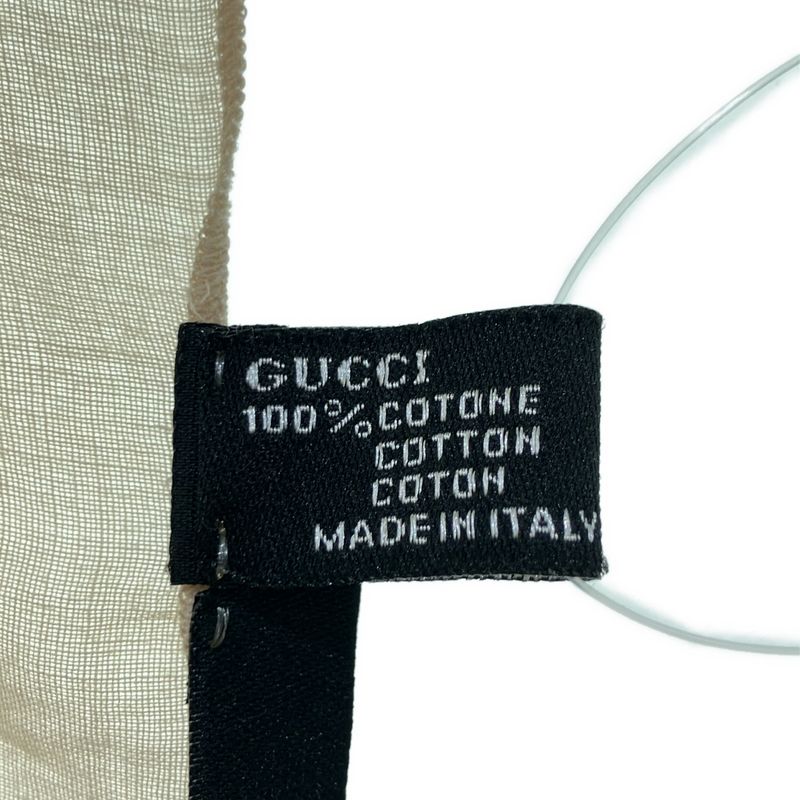 GUCCI
100% COTONE
COTTON
COTON
MADE IN ITALY